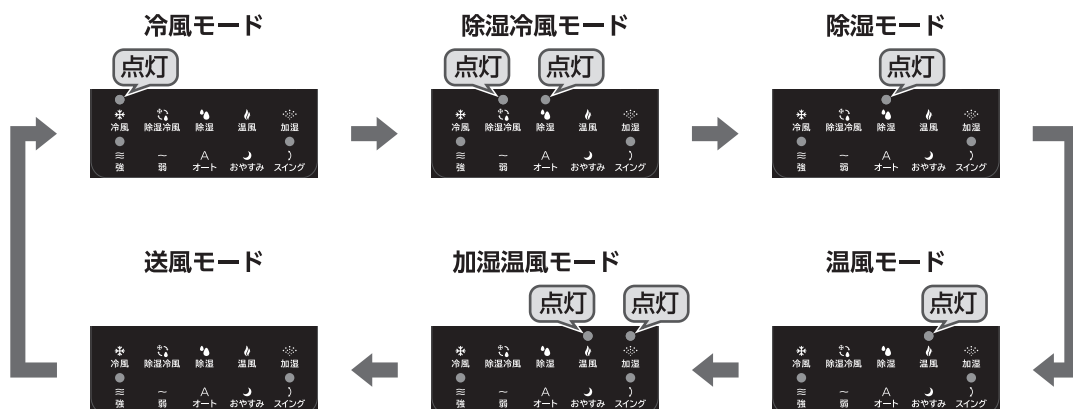 冷風モード
除湿冷風モード
除湿モード
点灯
点灯
点灯
点灯
冷風 除湿冷風 除湿 温風 加湿
強 弱 オート おやすみ スイング
冷風 除湿冷風 除湿 温風 加湿
強 弱 オート おやすみ スイング
冷風 除湿冷風 除湿 温風 加湿
強 弱 オート おやすみ スイング
送風モード
加湿温風モード
温風モード
点灯
点灯
点灯
冷風 除湿冷風 除湿 温風 加湿
強 弱 オート おやすみ スイング
冷風 除湿冷風 除湿 温風 加湿
強 弱 オート おやすみ スイング
冷風 除湿冷風 除湿 温風 加湿
強 弱 オート おやすみ スイング